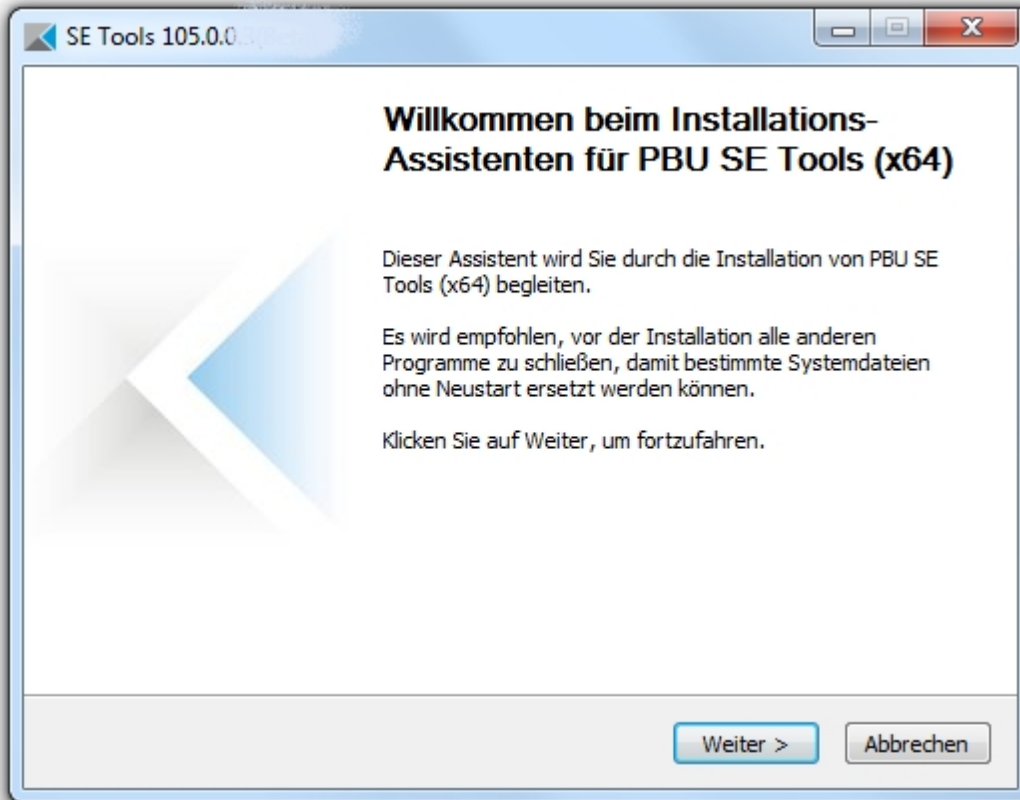 SE Tools 105.0.0.
Willkommen beim Installations-
Assistenten für PBU SE Tools (x64)
Dieser Assistent wird Sie durch die Installation von PBU SE
Tools (x64) begleiten.
Es wird empfohlen, vor der Installation alle anderen
Programme zu schließen, damit bestimmte Systemdateien
ohne Neustart ersetzt werden können.
Klicken Sie auf Weiter, um fortzufahren.
Weiter >
Abbrechen